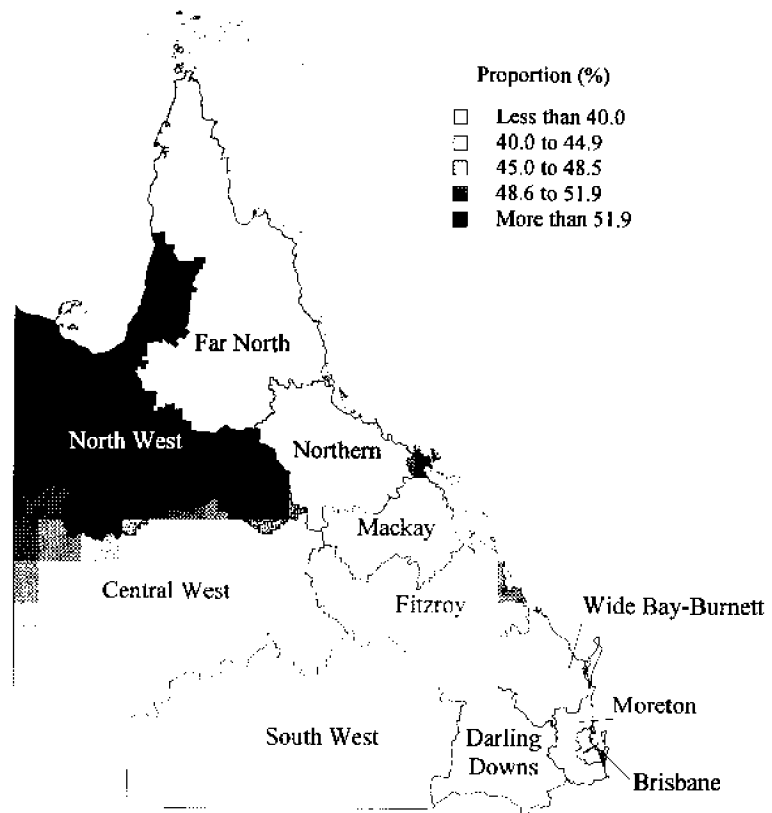 Proportion (%)
Less than 40.0
40.0 to 44.9
45.0 to 48.5
48.6 to 51.9
More than 51.9
Far North
North West
Northern
Mackay
Central West
Fitzroy
Wide Bay-Burnett
Moreton
South West
Darling
Downs
Brisbane